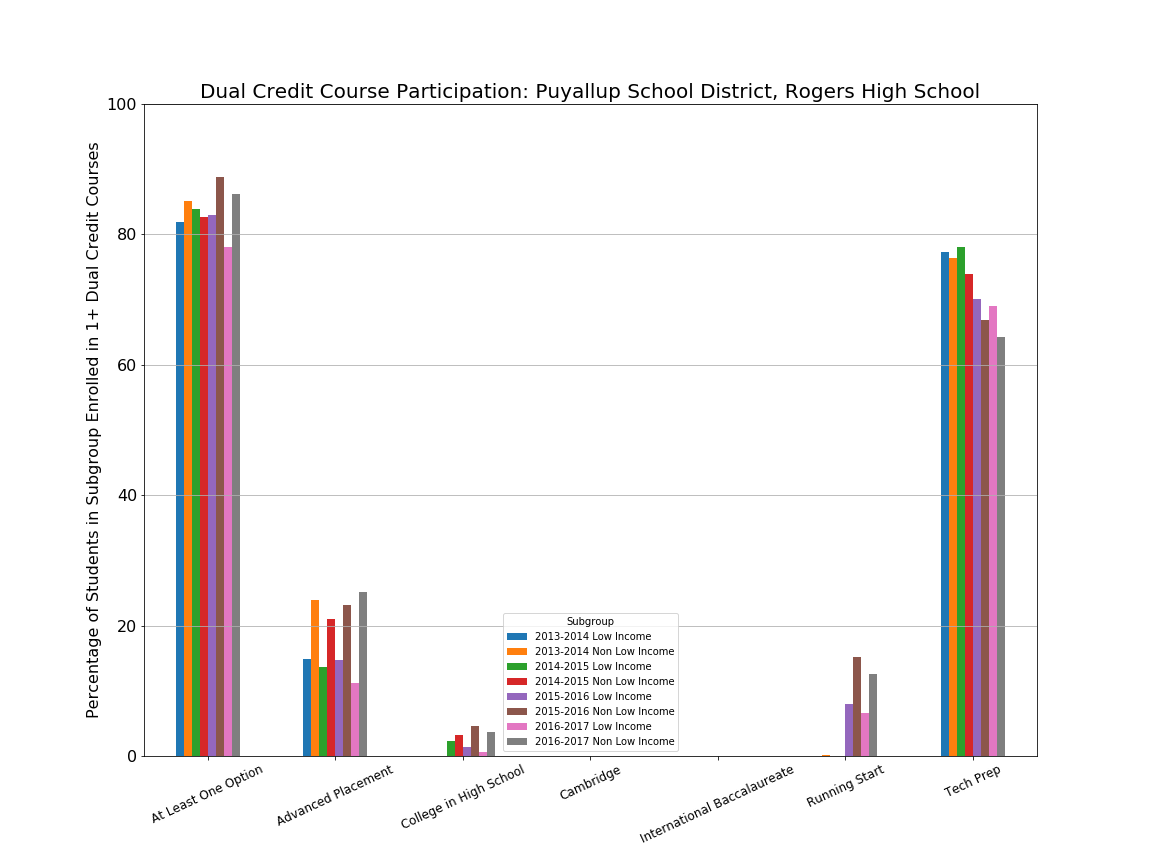 Dual Credit Course Participation: Puyallup School District, Rogers High School
Percentage of Students in Subgroup Enrolled in 1+ Dual Credit Courses
100
80
60
40
20
0
Subgroup
2013-2014 Low Income
2013-2014 Non Low Income
2014-2015 Low Income
2014-2015 Non Low Income
2015-2016 Low Income
2015-2016 Non Low Income
2016-2017 Low Income
2016-2017 Non Low Income
At Least One Option
Advanced Placement
College in High School
Cambridge
International Baccalaureate
Running Start
Tech Prep